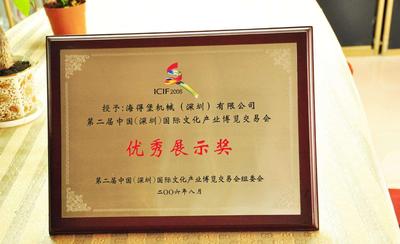 ICIF2006
授予:海得堡机械(深圳)有限公司
第二届中国(深圳)国际文化产业博览交易会
优秀展示奖
第二届中国(深圳)国际文化产业博览交易会组委会
二〇〇六年八月